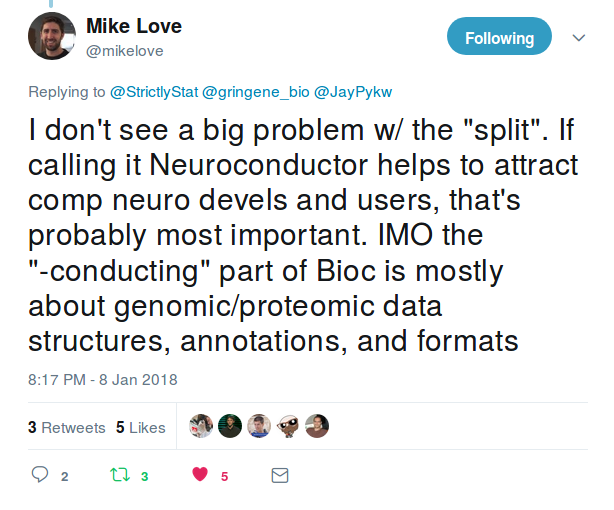 Mike Love
@mikelove
Following
Replying to @StrictlyStat @gringene_bio @JayPykw
I don't see a big problem w/ the "split". If
calling it Neuroconductor helps to attract
comp neuro devels and users, that's
probably most important. IMO the
"-conducting" part of Bioc is mostly
about genomic/proteomic data
structures, annotations, and formats
8:17 PM - 8 Jan 2018
3 Retweets 5 Likes
2 3 5